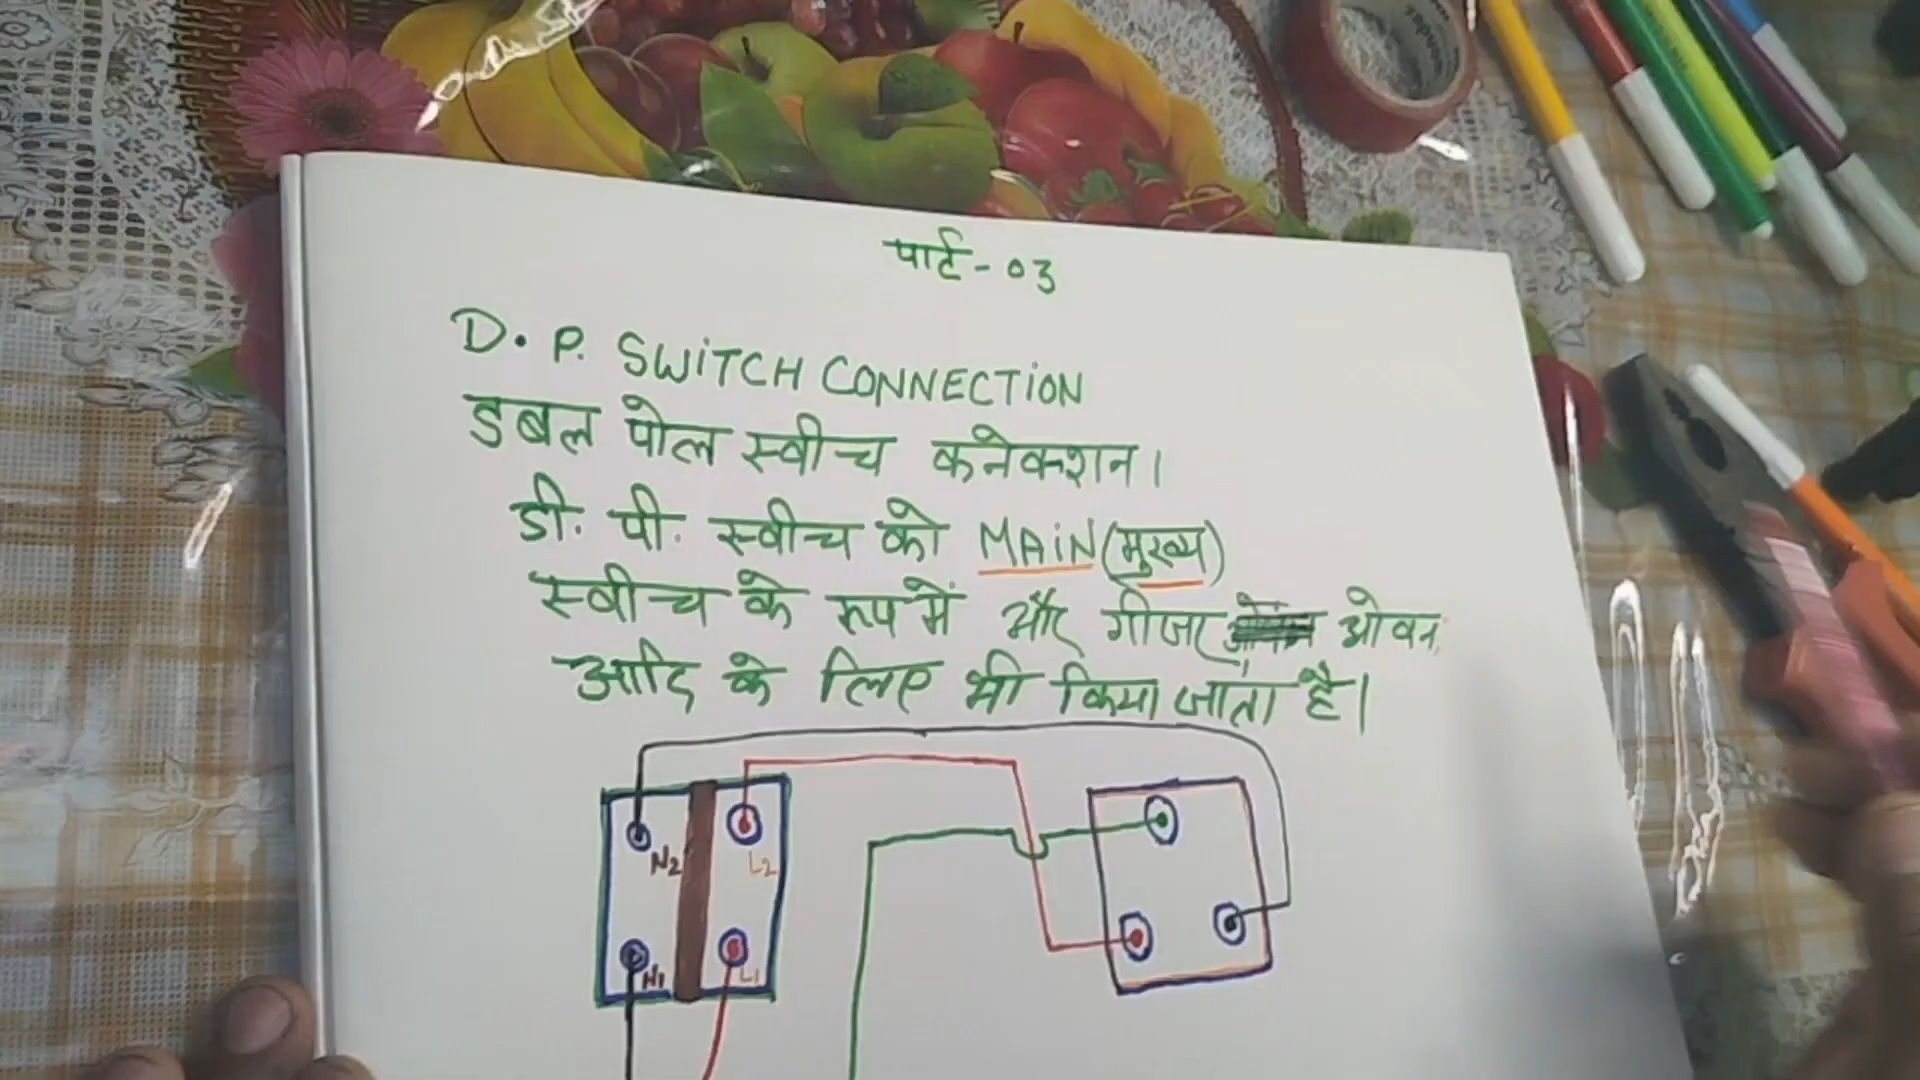 पार्ट-03
D. P. SWiTCH CONNECTiON
डबल पोल स्वीच कनेक्शन।
डी. पी. स्वीच को MAiN(मुख्य)
स्वीच के रूप में और गीजर ओवन
आदि के लिए भी किया जाता है।
N2 L2
N1 L1